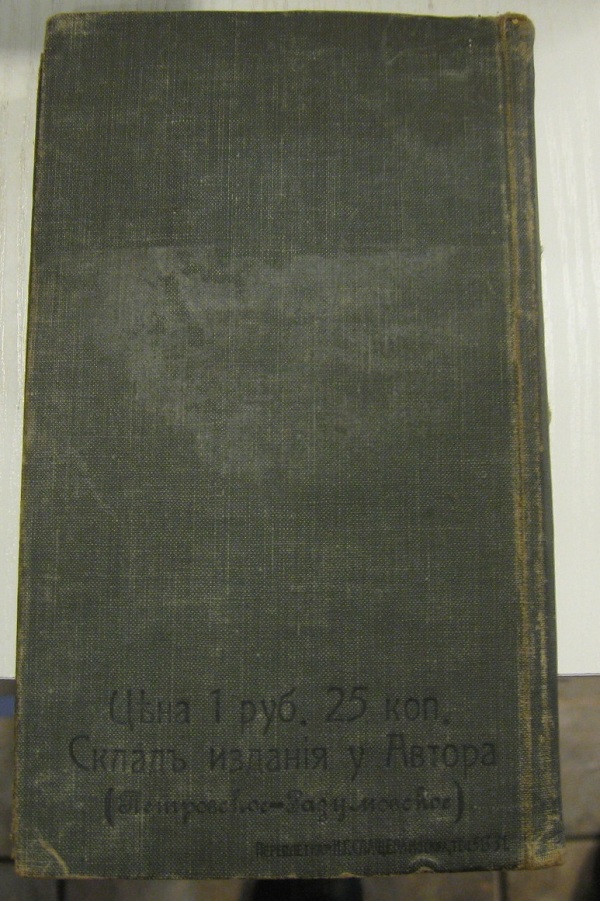 Цѣна 1 руб. 25 коп.
Складъ изданія у Автора
(Петровское-Разумовское)